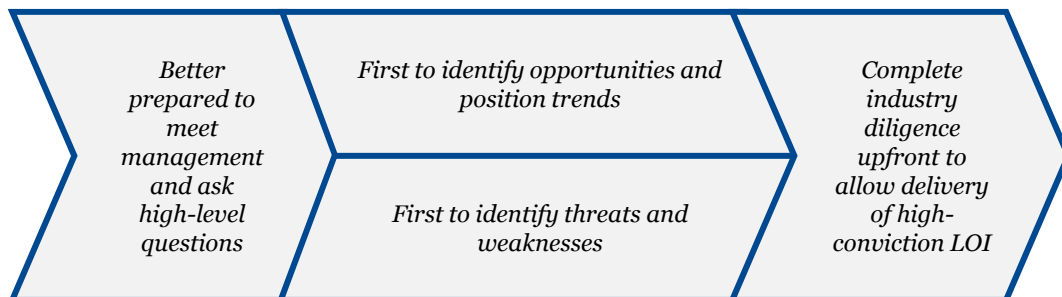 Better
prepared to
meet
management
and ask
high-level
questions
First to identify opportunities and
position trends
First to identify threats and
weaknesses
Complete
industry
diligence
upfront to
allow delivery
of high-
conviction LOI